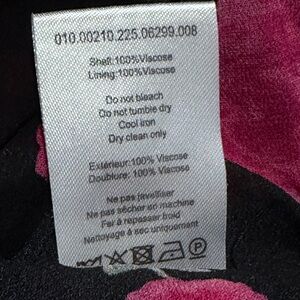 010.00210.225.06299.008
Shell:100%Viscose
Lining:100%Viscose
Do not bleach
Do not tumble dry
Cool iron
Dry clean only
Extérieur:100% Viscose
Doublure: 100% Viscose
Ne pas javelliser
Ne pas sécher en machine
Fer à repasser froid
Nettoyage à sec uniquement
P